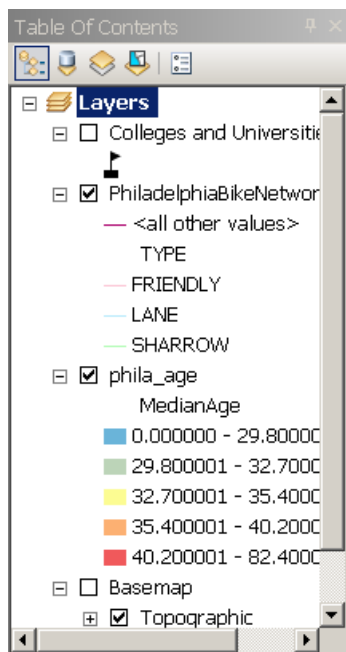 Table Of Contents
Layers
Colleges and Universitie
PhiladelphiaBikeNetwor
<all other values>
TYPE
FRIENDLY
LANE
SHARROW
phila_age
MedianAge
0.000000 - 29.80000
29.800001 - 32.7000
32.700001 - 35.4000
35.400001 - 40.2000
40.200001 - 82.4000
Basemap
Topographic